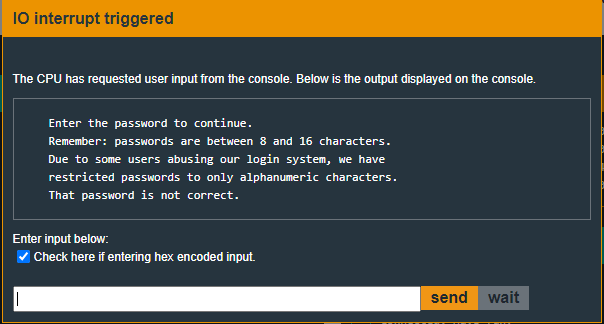 IO interrupt triggered
The CPU has requested user input from the console. Below is the output displayed on the console.
Enter the password to continue.
Remember: passwords are between 8 and 16 characters.
Due to some users abusing our login system, we have
restricted passwords to only alphanumeric characters.
That password is not correct.
Enter input below:
Check here if entering hex encoded input.
send wait